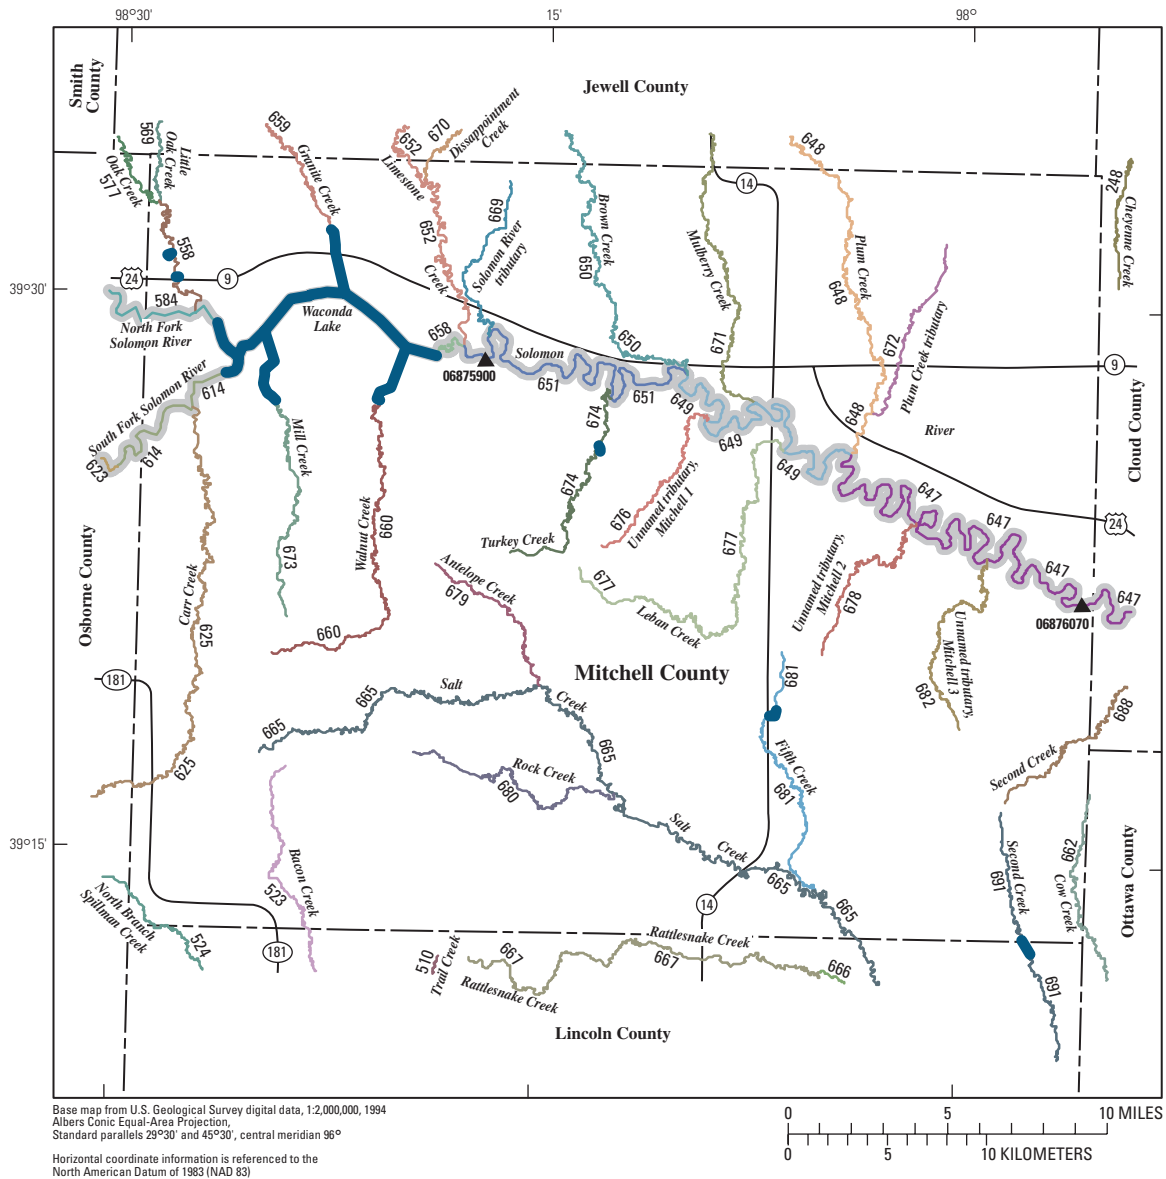 98°30'
15'
98°
Smith
County
Jewell County
569
Little
Oak Creek
Oak Creek
577
659
Granite Creek
652
670
Disappointment
Creek
Limestone
652
Creek
669
Solomon River
tributary
Brown Creek
650
650
14
Mulberry Creek
671
648
Plum Creek
648
648
672
Plum Creek tributary
248
Cheyenne Creek
558
24
9
39°30'
584
North Fork
Solomon River
Waconda
Lake
658
06875900
Solomon
651
651
649
649
649
River
9
Cloud County
South Fork Solomon River
614
614
623
Mill Creek
673
Walnut Creek
660
660
674
674
Turkey Creek
676
Unnamed tributary,
Mitchell 1
677
677
Leban Creek
647
647
647
647
24
06876070
Unnamed tributary,
Mitchell 2
678
Unnamed tributary,
Mitchell 3
682
Osborne County
Carr Creek
625
625
Antelope Creek
679
Mitchell County
181
665
665
Salt
Creek
665
Rock Creek
680
Salt
Creek
665
665
681
Fifth Creek
681
688
Second Creek
Second Creek
691
691
662
Cow Creek
Ottawa County
39°15'
Bacon Creek
523
North Branch
Spillman Creek
524
181
14
510
Trail Creek
667
Rattlesnake Creek
Rattlesnake Creek
667
666
Lincoln County
Base map from U.S. Geological Survey digital data, 1:2,000,000, 1994
Albers Conic Equal-Area Projection,
Standard parallels 29°30' and 45°30', central meridian 96°
Horizontal coordinate information is referenced to the
North American Datum of 1983 (NAD 83)
0 5 10 MILES
0 5 10 KILOMETERS